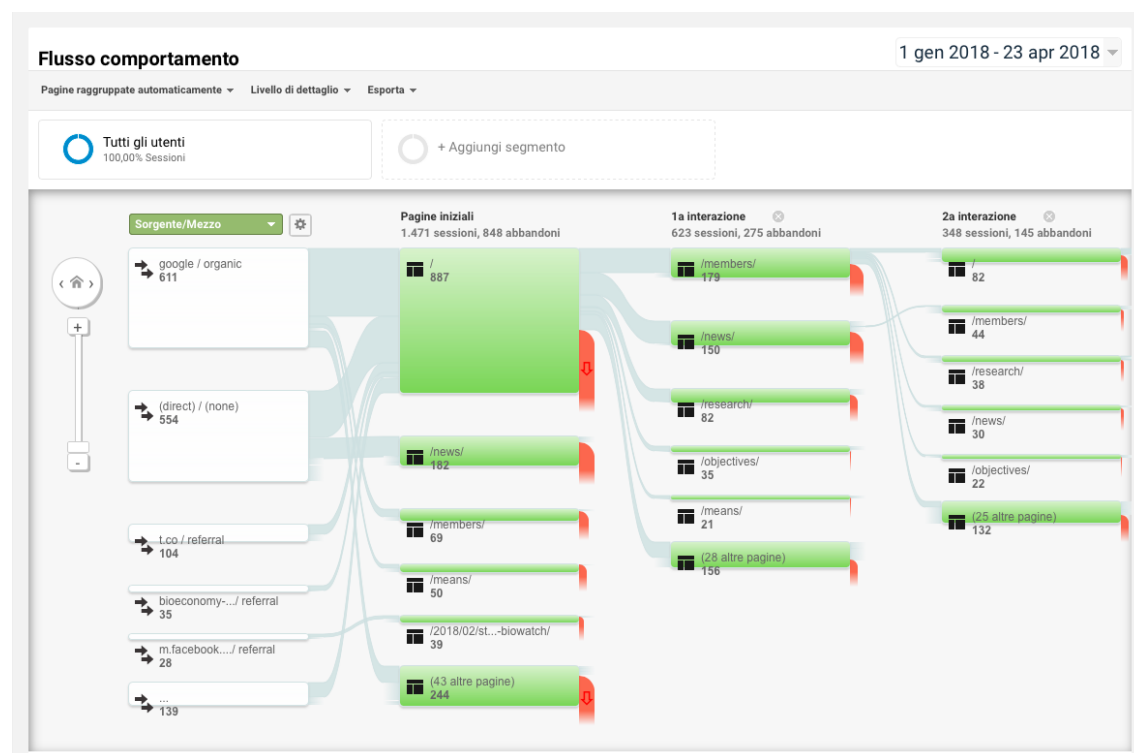 Flusso comportamento
1 gen 2018 - 23 apr 2018
Pagine raggruppate automaticamente
Livello di dettaglio
Esporta
Tutti gli utenti
100,00% Sessioni
+ Aggiungi segmento
Sorgente/Mezzo
google / organic
611
(direct) / (none)
554
t.co / referral
104
bioeconomy-.../ referral
35
m.facebook..../ referral
28
...
139
Pagine iniziali
1.471 sessioni, 848 abbandoni
/
887
/news/
182
/members/
69
/means/
50
/2018/02/st...-biowatch/
39
(43 altre pagine)
244
1a interazione
623 sessioni, 275 abbandoni
/members/
179
/news/
150
/research/
82
/objectives/
35
/means/
21
(28 altre pagine)
156
2a interazione
348 sessioni, 145 abbandoni
/
82
/members/
44
/research/
38
/news/
30
/objectives/
22
(25 altre pagine)
132
+
-